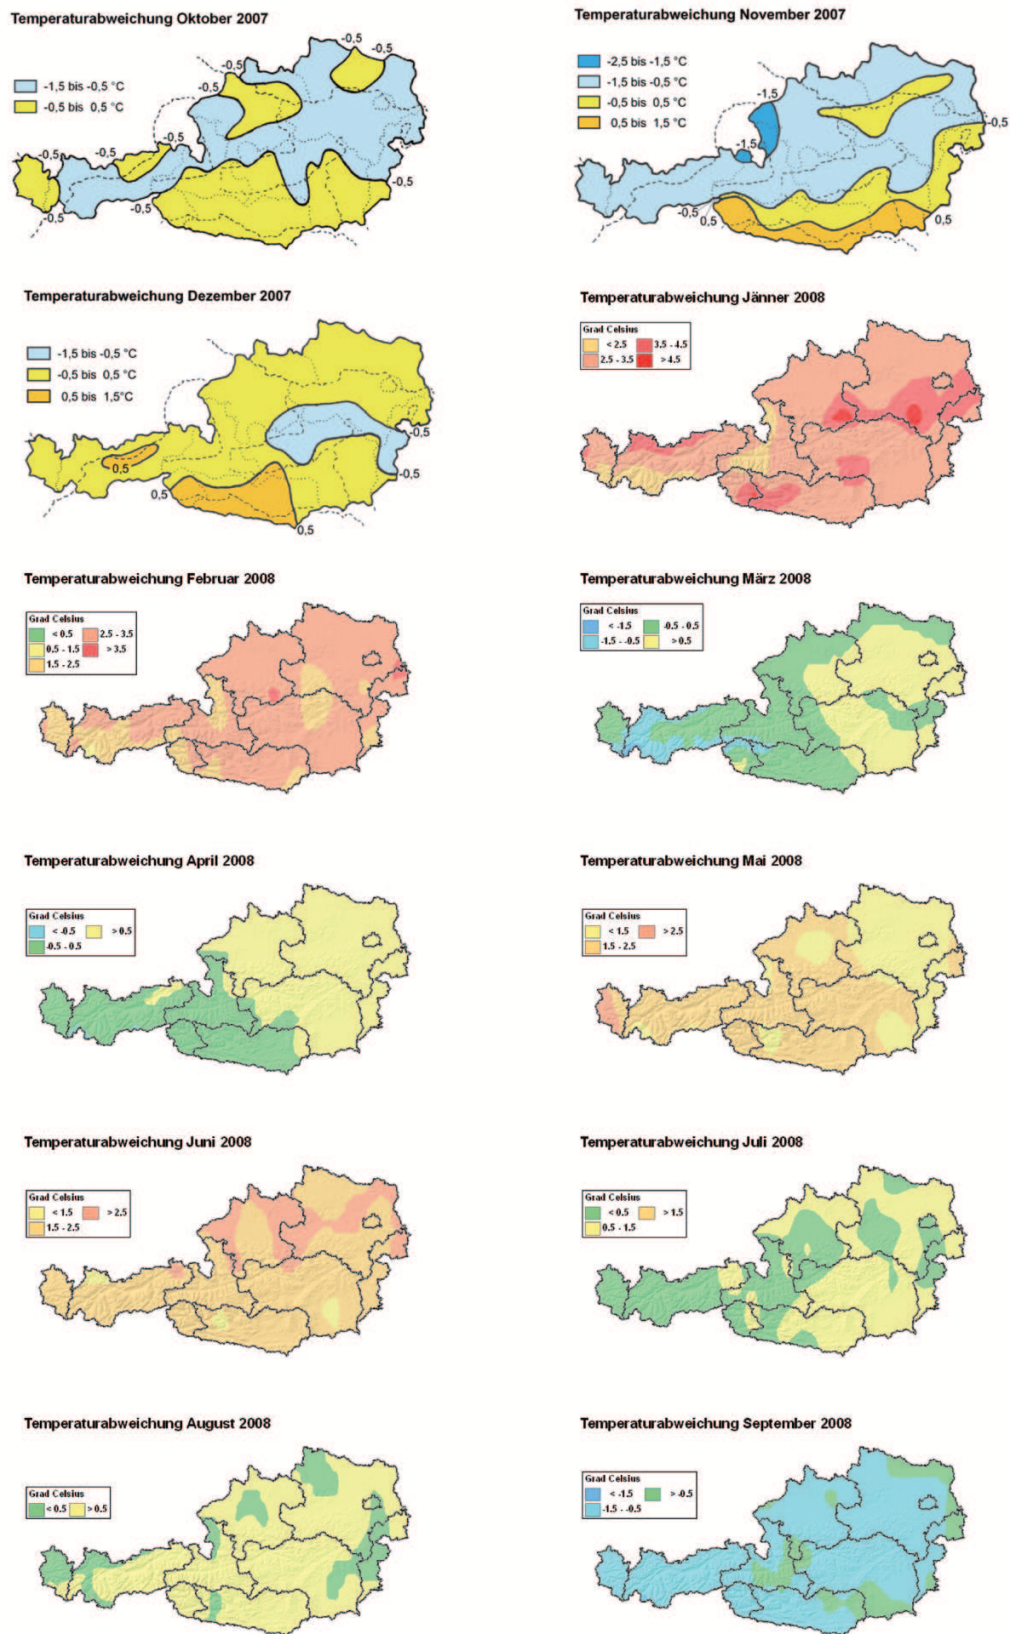 Temperaturabweichung Oktober 2007
-1,5 bis -0,5 °C
-0,5 bis 0,5 °C
-0,5
-0,5
-0,5
-0,5
-0,5
-0,5
-0,5
-0,5
-0,5
-0,5
Temperaturabweichung November 2007
-2,5 bis -1,5 °C
-1,5 bis -0,5 °C
-0,5 bis 0,5 °C
0,5 bis 1,5 °C
-1,5
-1,5
-0,5
-0,5
0,5
0,5
Temperaturabweichung Dezember 2007
-1,5 bis -0,5 °C
-0,5 bis 0,5 °C
0,5 bis 1,5°C
0,5
0,5
0,5
-0,5
-0,5
Temperaturabweichung Jänner 2008
Grad Celsius
< 2.5 3.5 - 4.5
2.5 - 3.5 > 4.5
Temperaturabweichung Februar 2008
Grad Celsius
< 0.5 2.5 - 3.5
0.5 - 1.5 > 3.5
1.5 - 2.5
Temperaturabweichung März 2008
Grad Celsius
< -1.5 -0.5 - 0.5
-1.5 - -0.5 > 0.5
Temperaturabweichung April 2008
Grad Celsius
< -0.5 > 0.5
-0.5 - 0.5
Temperaturabweichung Mai 2008
Grad Celsius
< 1.5 > 2.5
1.5 - 2.5
Temperaturabweichung Juni 2008
Grad Celsius
< 1.5 > 2.5
1.5 - 2.5
Temperaturabweichung Juli 2008
Grad Celsius
< 0.5 > 1.5
0.5 - 1.5
Temperaturabweichung August 2008
Grad Celsius
< 0.5 > 0.5
Temperaturabweichung September 2008
Grad Celsius
< -1.5 > -0.5
-1.5 - -0.5